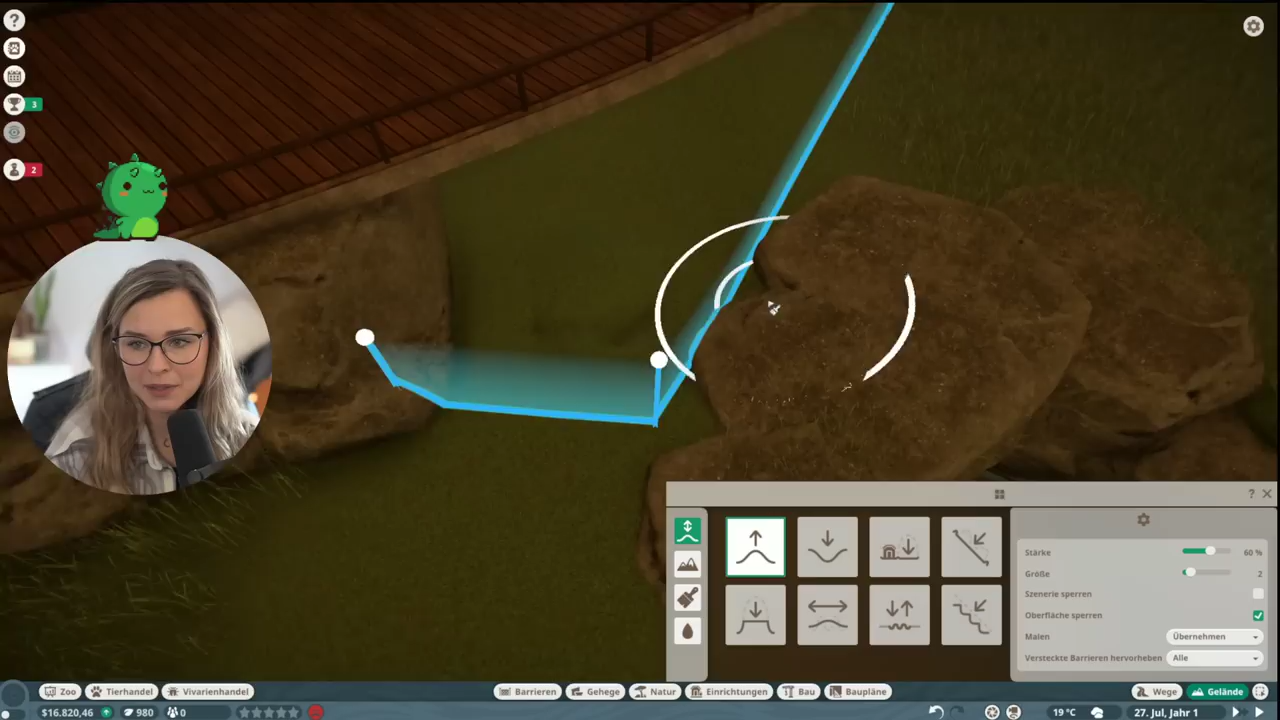 ?
3
2
? ×
Stärke 60 %
Größe 2
Szenerie sperren
Oberfläche sperren
Malen Übernehmen
Versteckte Barrieren hervorheben Alle
Zoo Tierhandel Vivarienhandel Barrieren Gehege Natur Einrichtungen Bau Baupläne Wege Gelände
$16.820,46 980 0 19 °C 27. Jul, Jahr 1